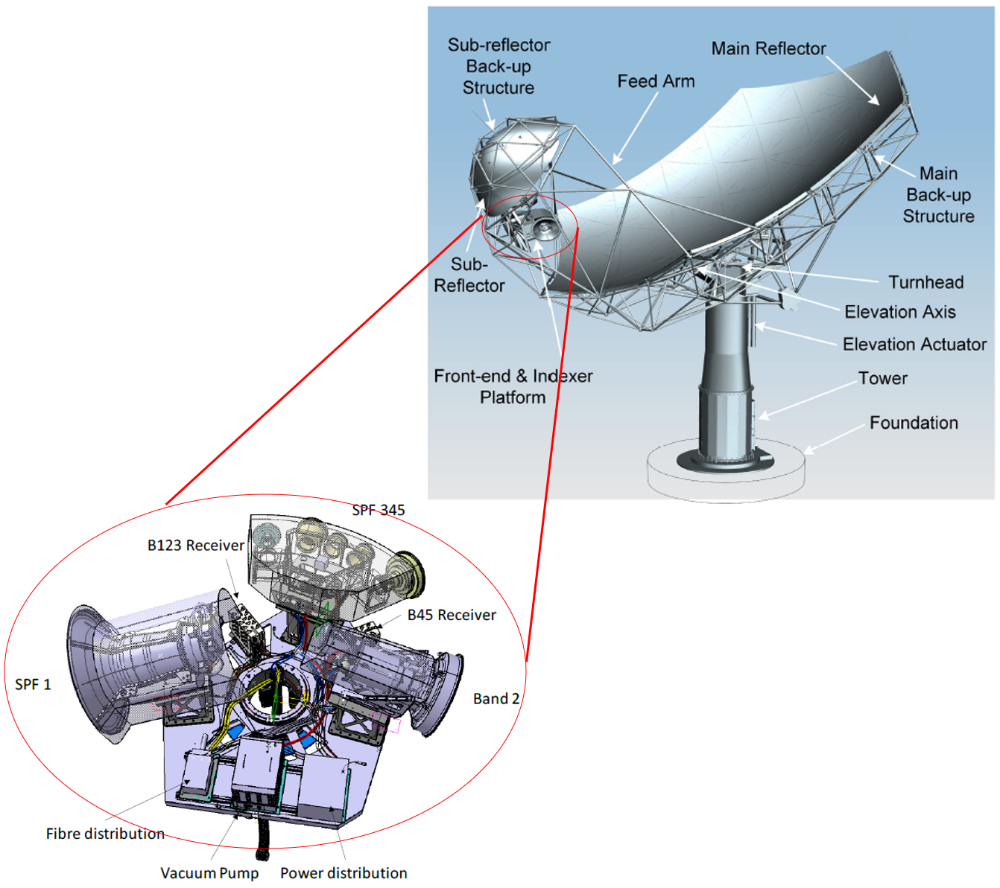 Sub-reflector
Back-up
Structure
Feed Arm
Main Reflector
Main
Back-up
Structure
Sub-
Reflector
Turnhead
Elevation Axis
Elevation Actuator
Front-end & Indexer
Platform
Tower
Foundation
SPF 345
B123 Receiver
B45 Receiver
SPF 1
Band 2
Fibre distribution
Vacuum Pump
Power distribution